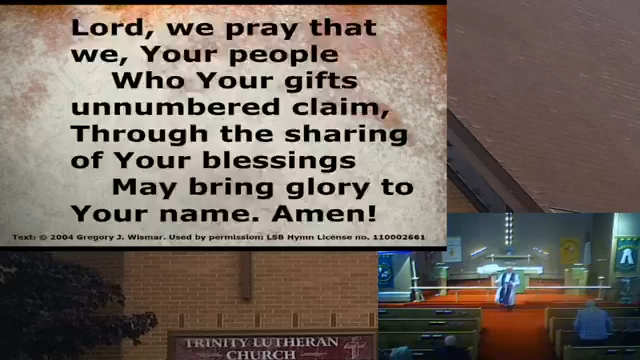 Lord, we pray that
we, Your people
Who Your gifts
unnumbered claim,
Through the sharing
of Your blessings
May bring glory to
Your name. Amen!
Text: © 2004 Gregory J. Wismar. Used by permission: LSB Hymn License no. 110002661
TRINITY LUTHERAN
CHURCH